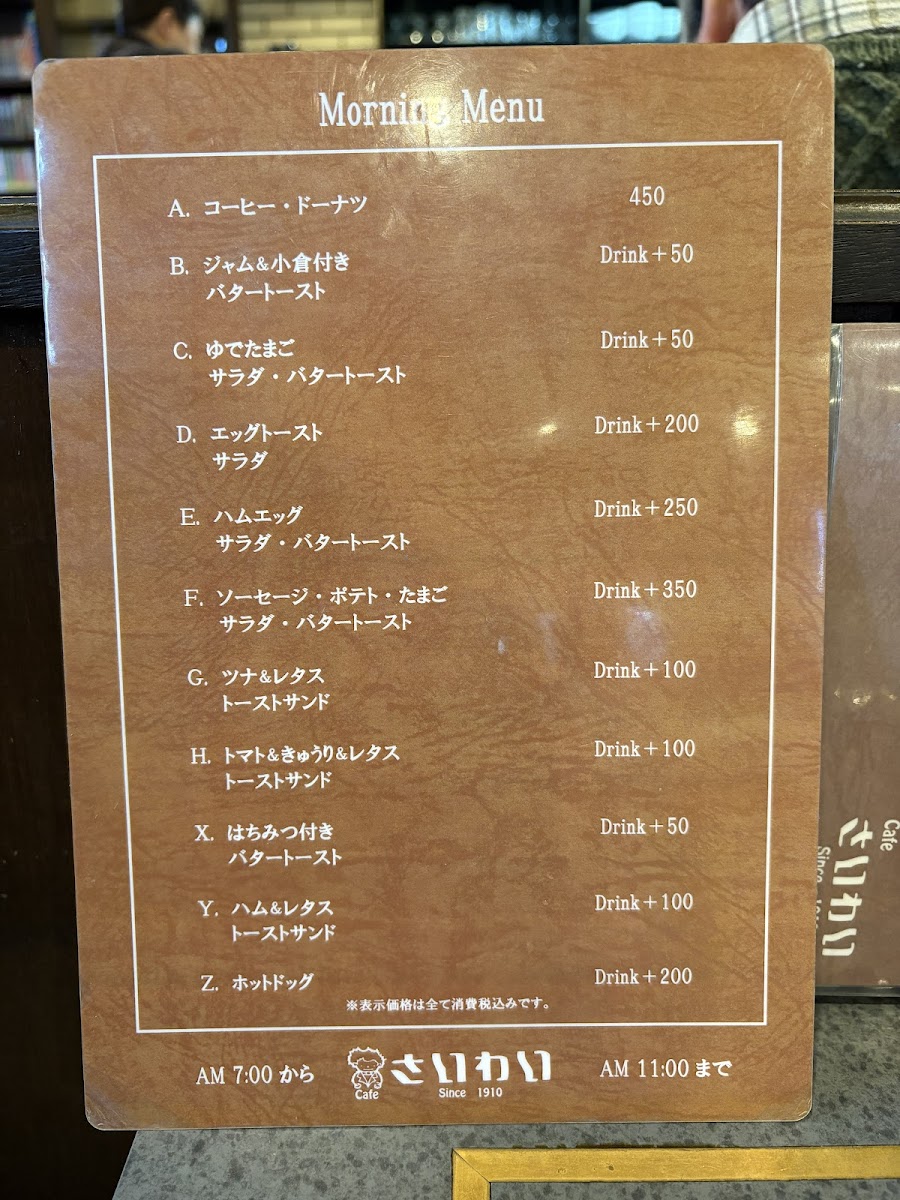 Morning Menu
A. コーヒー・ドーナツ 450
B. ジャム&小倉付き Drink+50
バタートースト
C. ゆでたまご Drink+50
サラダ・バタートースト
D. エッグトースト Drink+200
サラダ
E. ハムエッグ Drink+250
サラダ・バタートースト
F. ソーセージ・ポテト・たまご Drink+350
サラダ・バタートースト
G. ツナ&レタス Drink+100
トーストサンド
H. トマト&きゅうり&レタス Drink+100
トーストサンド
X. はちみつ付き Drink+50
バタートースト
Y. ハム&レタス Drink+100
トーストサンド
Z. ホットドッグ Drink+200
※表示価格は全て消費税込みです。
AM 7:00 から さいわい AM 11:00 まで
Cafe Since 1910
Cafe
さいわい
Since